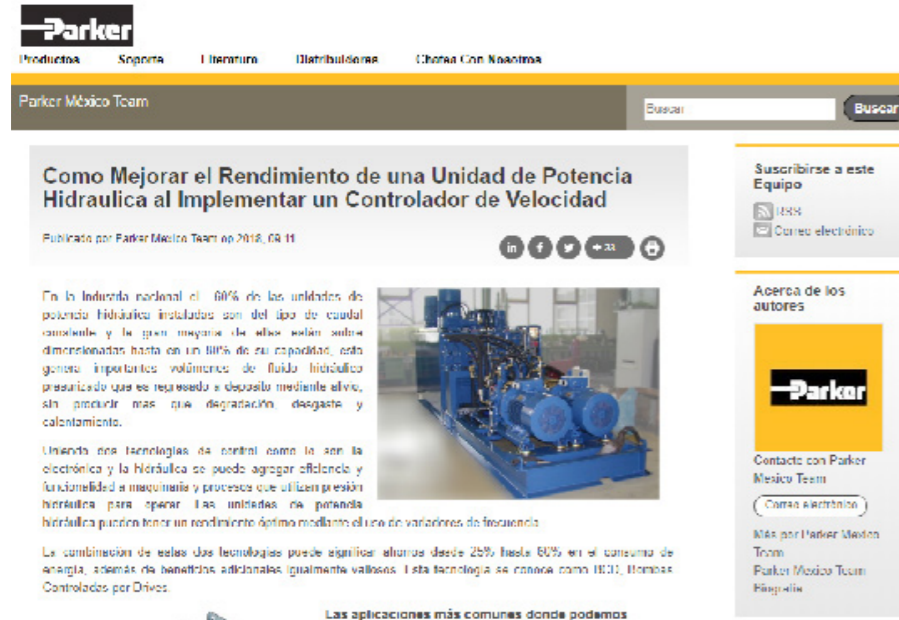 Parker
Productos Soporte Literatura Distribuidores Chatea Con Nosotros
Parker México Team
Buscar
Buscar
Como Mejorar el Rendimiento de una Unidad de Potencia
Hidraulica al Implementar un Controlador de Velocidad
Publicado por Parker Mexico Team on 2018, 09 11
in f + 33
En la Industria nacional el 60% de las unidades de
potencia hidráulica instaladas son del tipo de caudal
constante y la gran mayoría de ellas están sobre
dimensionadas hasta en un 80% de su capacidad, esto
genera importantes volúmenes de fluido hidráulico
presurizado que es regresado a deposito mediante alivio,
sin producir mas que degradación, desgaste y
calentamiento.
Uniendo dos tecnologías de control como lo son la
electrónica y la hidráulica se puede agregar eficiencia y
funcionalidad a maquinaria y procesos que utilizan presión
hidráulica para operar. Las unidades de potencia
hidráulica pueden tener un rendimiento óptimo mediante el uso de variadores de frecuencia
La combinación de estas dos tecnologías puede significar ahorros desde 25% hasta 60% en el consumo de
energía, además de beneficios adicionales igualmente valiosos. Esta tecnología se conoce como BCD, Bombas
Controladas por Drives.
Las aplicaciones más comunes donde podemos
Suscribirse a este
Equipo
RSS
Correo electrónico
Acerca de los
autores
Parker
Contacte con Parker
Mexico Team
Correo electrónico
Más por Parker Mexico
Team
Parker Mexico Team
Biografía